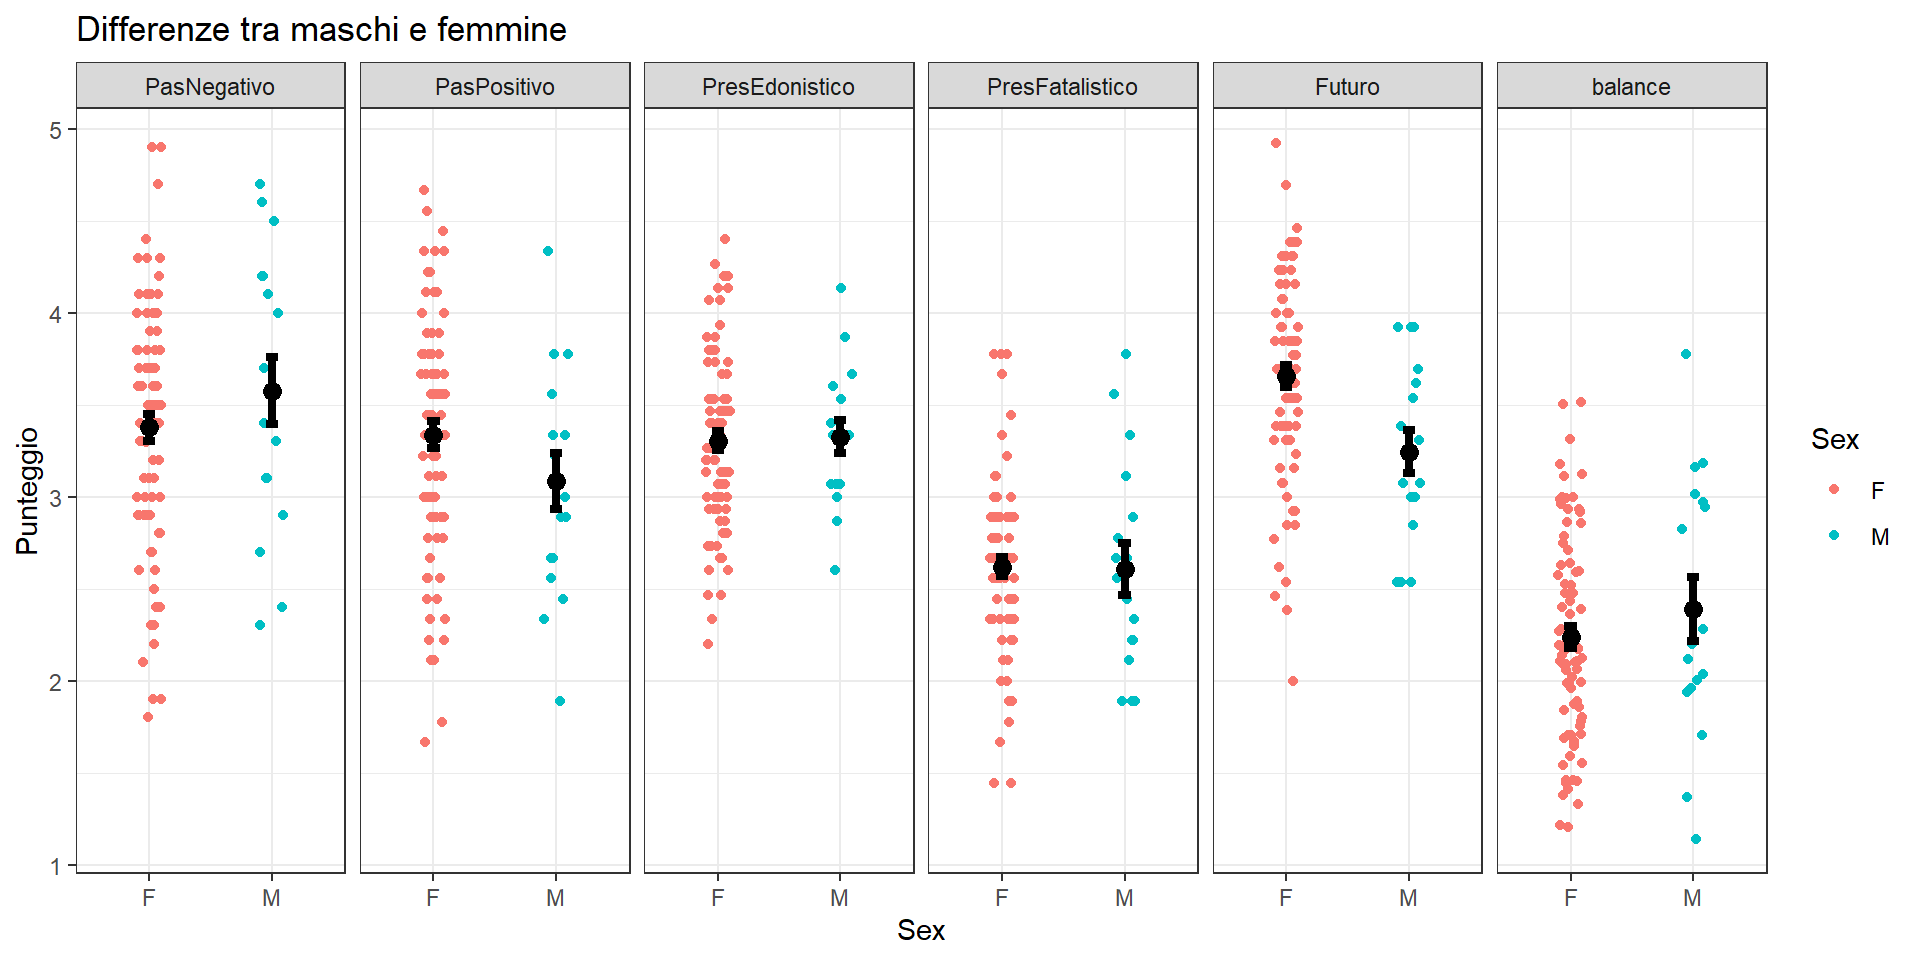 Differenze tra maschi e femmine
PasNegativo PasPositivo PresEdonistico PresFatalistico Futuro balance
Punteggio
5
4
3
2
1
F M F M F M F M F M F M
Sex
Sex
F
M